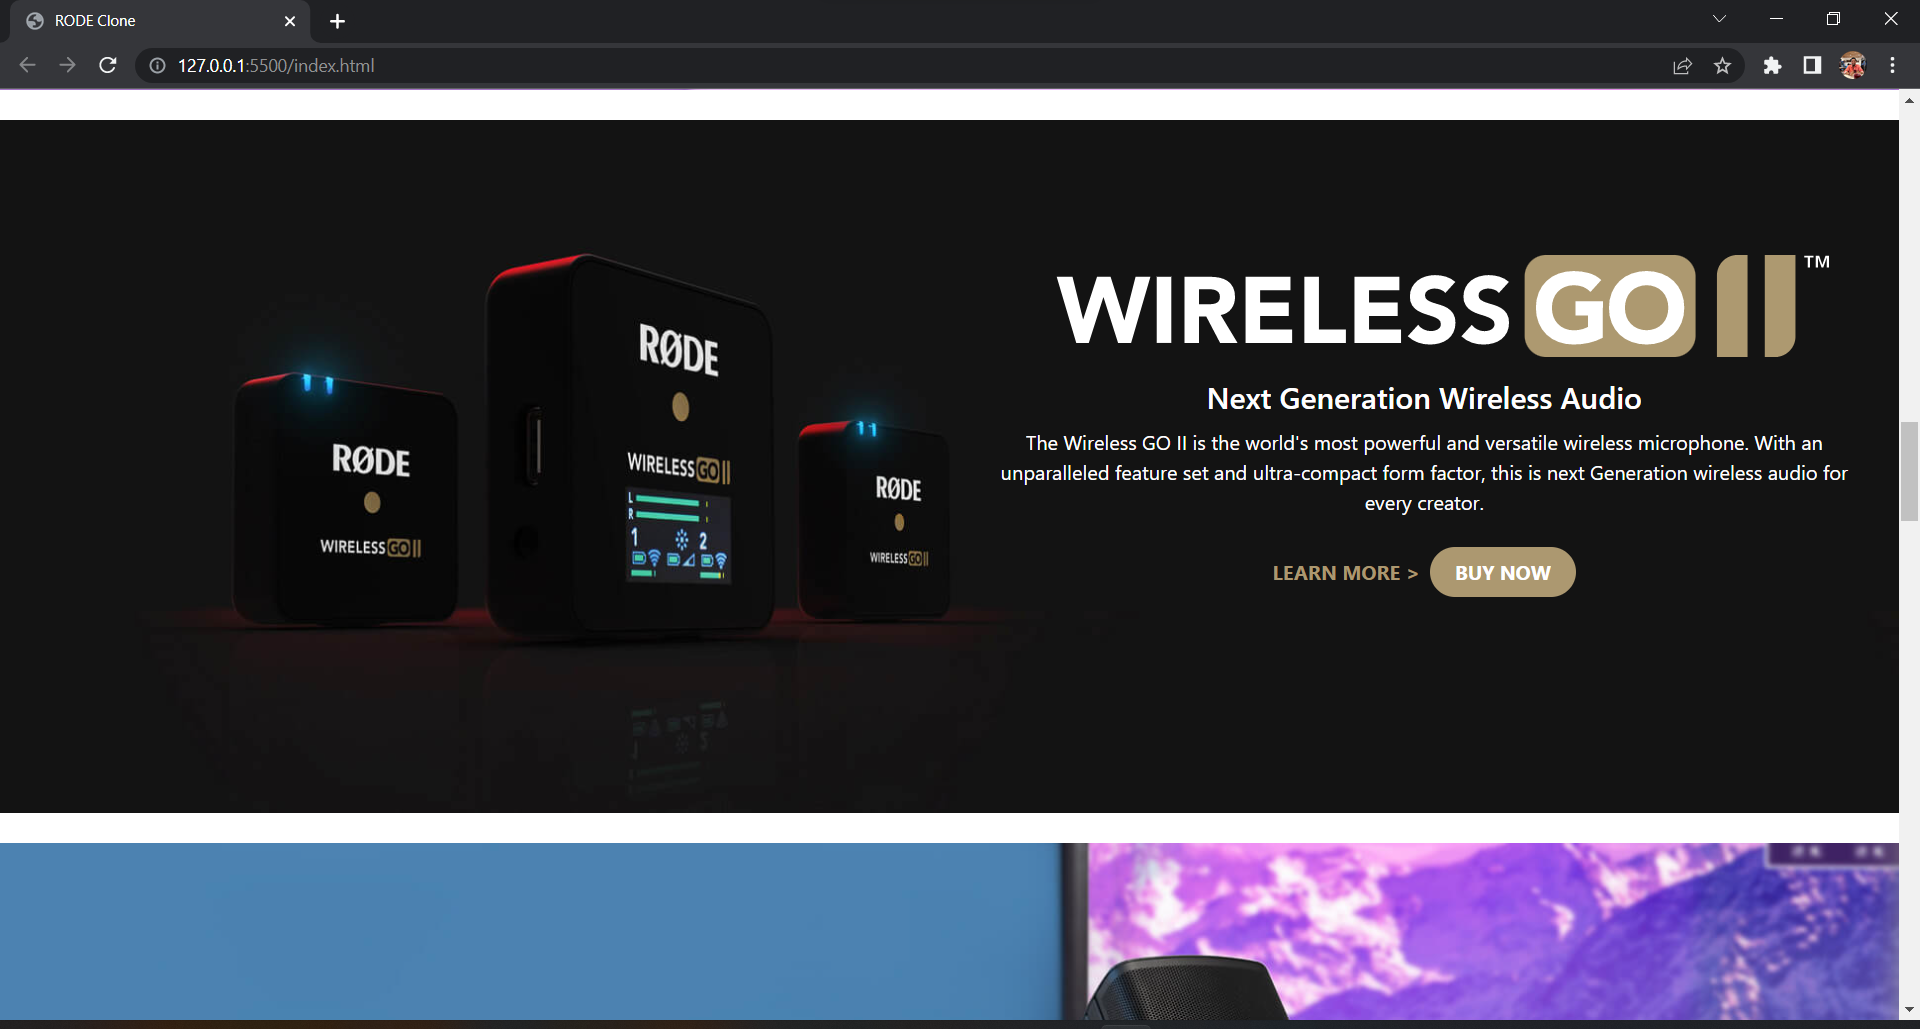 RODE Clone
127.0.0.1:5500/index.html
WIRELESS GO II™
RØDE
WIRELESS GO II
L
R
1 2
RØDE
WIRELESS GO II
RØDE
WIRELESS GO II
Next Generation Wireless Audio
The Wireless GO II is the world's most powerful and versatile wireless microphone. With an
unparalleled feature set and ultra-compact form factor, this is next Generation wireless audio for
every creator.
LEARN MORE > BUY NOW